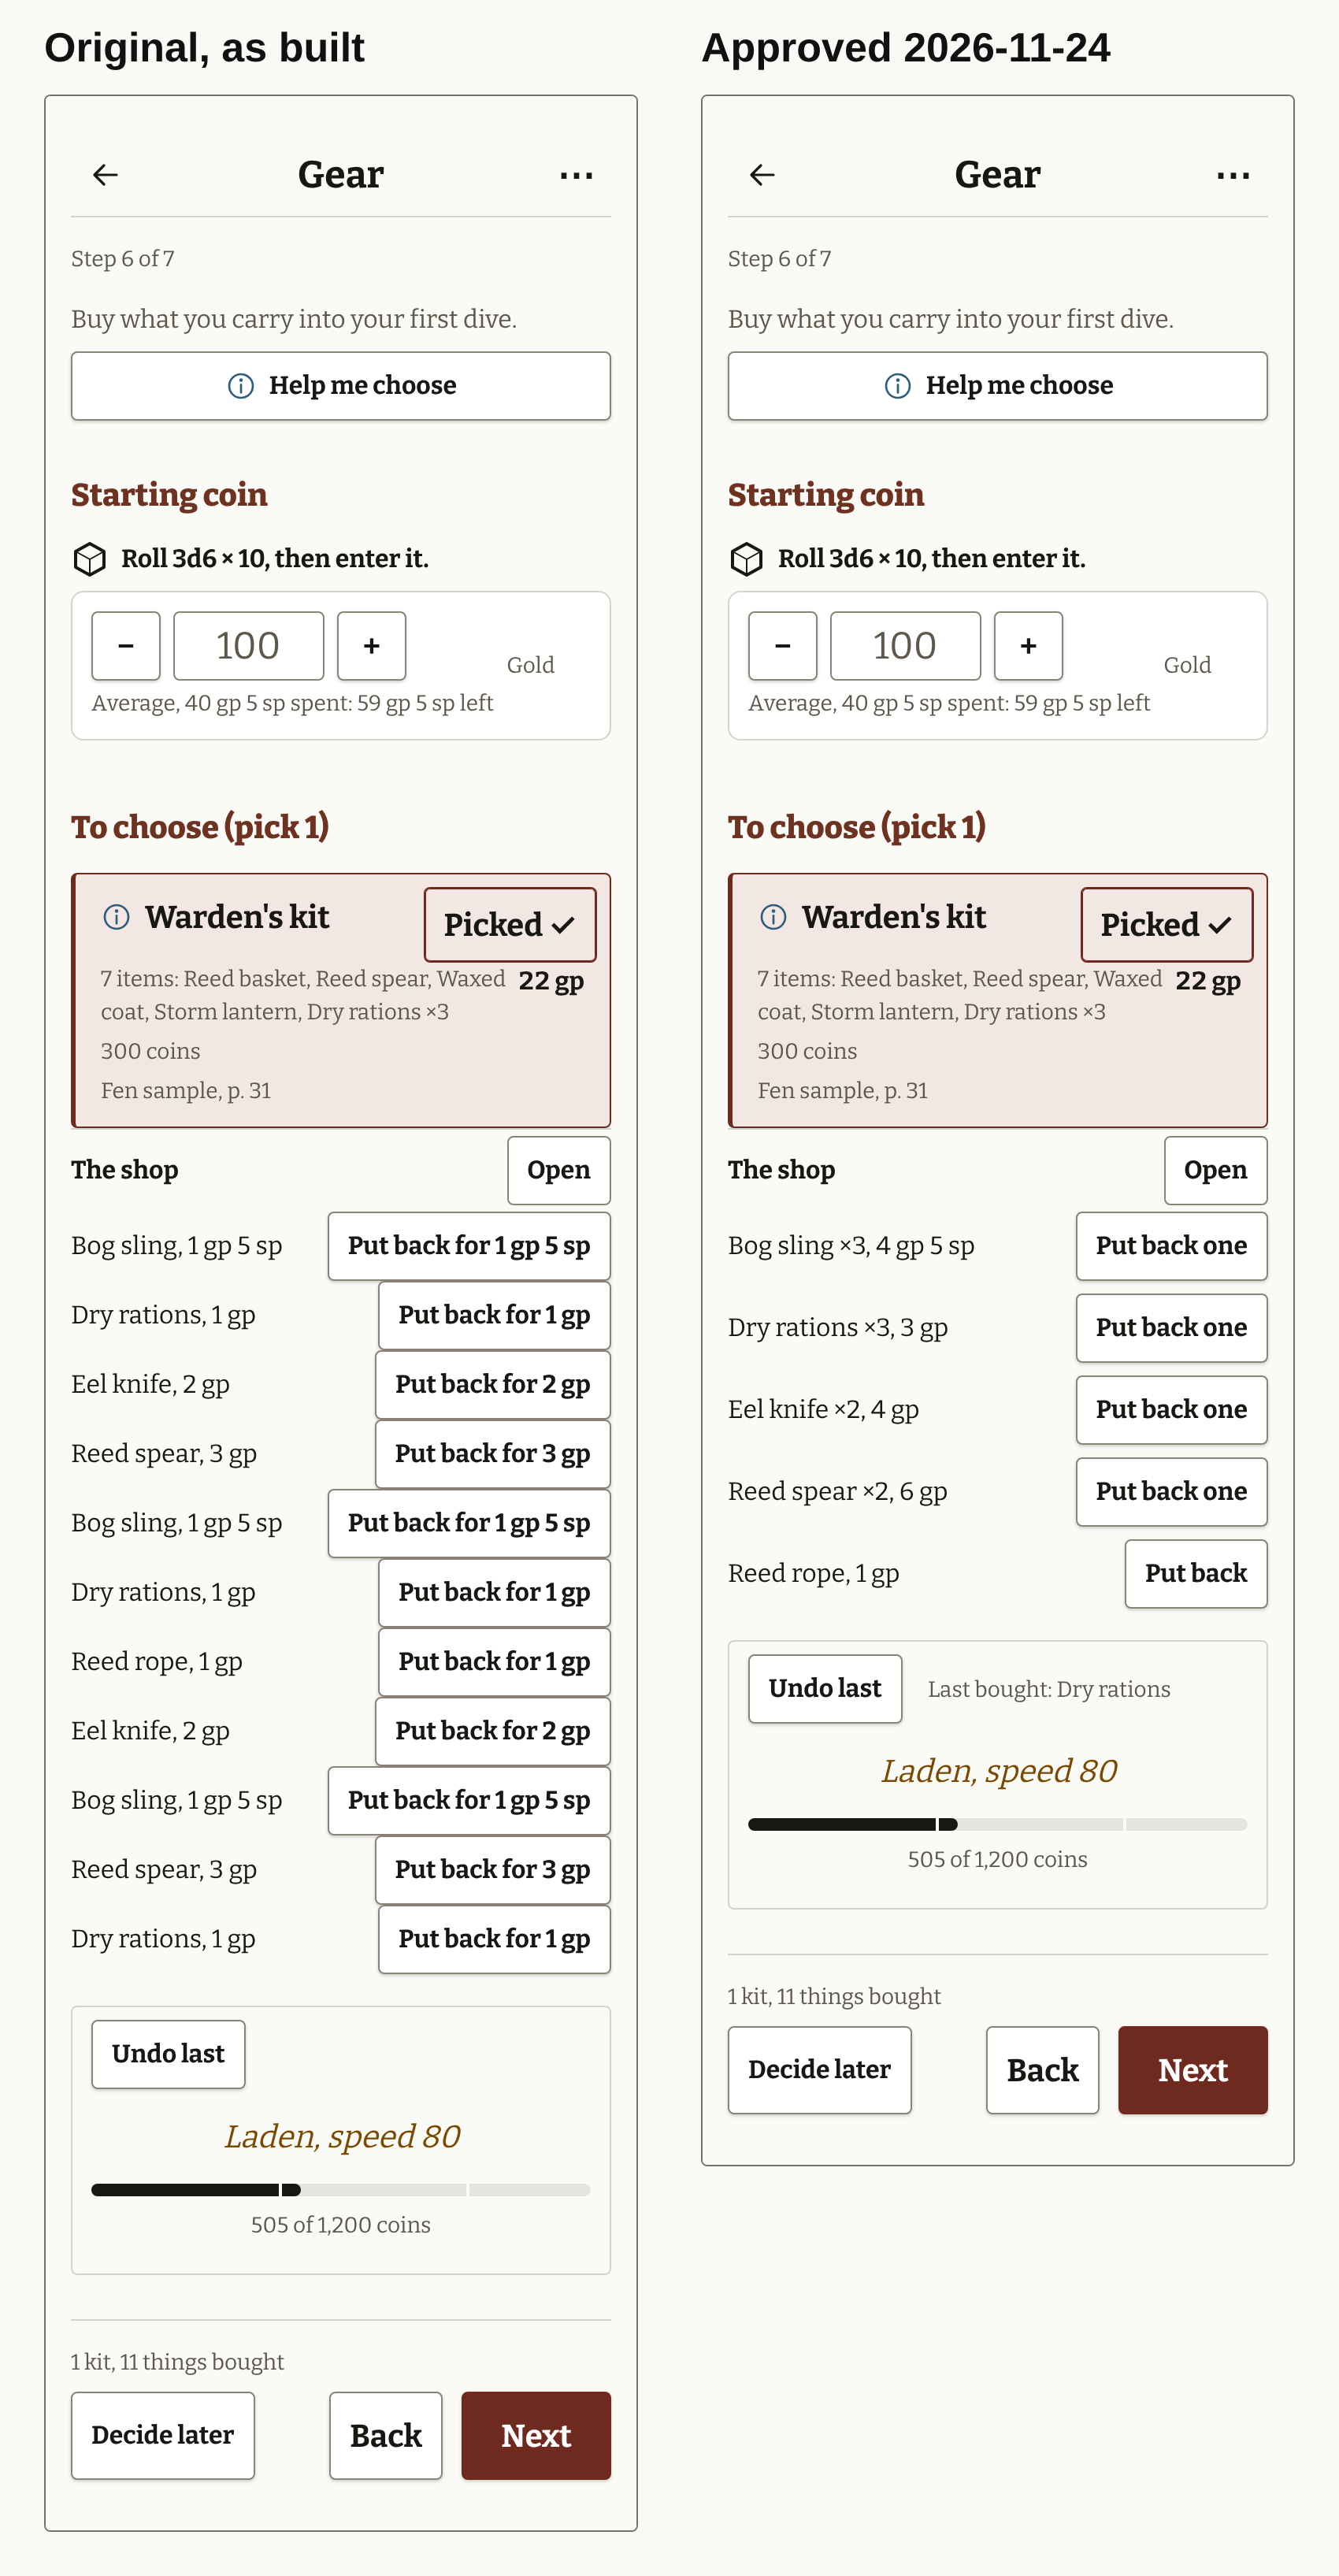 Original, as built
Gear
Step 6 of 7
Buy what you carry into your first dive.
Help me choose
Starting coin
Roll 3d6 × 10, then enter it.
− 100 + Gold
Average, 40 gp 5 sp spent: 59 gp 5 sp left
To choose (pick 1)
Warden's kit Picked ✓
7 items: Reed basket, Reed spear, Waxed 22 gp
coat, Storm lantern, Dry rations ×3
300 coins
Fen sample, p. 31
The shop Open
Bog sling, 1 gp 5 sp Put back for 1 gp 5 sp
Dry rations, 1 gp Put back for 1 gp
Eel knife, 2 gp Put back for 2 gp
Reed spear, 3 gp Put back for 3 gp
Bog sling, 1 gp 5 sp Put back for 1 gp 5 sp
Dry rations, 1 gp Put back for 1 gp
Reed rope, 1 gp Put back for 1 gp
Eel knife, 2 gp Put back for 2 gp
Bog sling, 1 gp 5 sp Put back for 1 gp 5 sp
Reed spear, 3 gp Put back for 3 gp
Dry rations, 1 gp Put back for 1 gp
Undo last
Laden, speed 80
505 of 1,200 coins
1 kit, 11 things bought
Decide later Back Next
Approved 2026-11-24
Gear
Step 6 of 7
Buy what you carry into your first dive.
Help me choose
Starting coin
Roll 3d6 × 10, then enter it.
− 100 + Gold
Average, 40 gp 5 sp spent: 59 gp 5 sp left
To choose (pick 1)
Warden's kit Picked ✓
7 items: Reed basket, Reed spear, Waxed 22 gp
coat, Storm lantern, Dry rations ×3
300 coins
Fen sample, p. 31
The shop Open
Bog sling ×3, 4 gp 5 sp Put back one
Dry rations ×3, 3 gp Put back one
Eel knife ×2, 4 gp Put back one
Reed spear ×2, 6 gp Put back one
Reed rope, 1 gp Put back
Undo last Last bought: Dry rations
Laden, speed 80
505 of 1,200 coins
1 kit, 11 things bought
Decide later Back Next